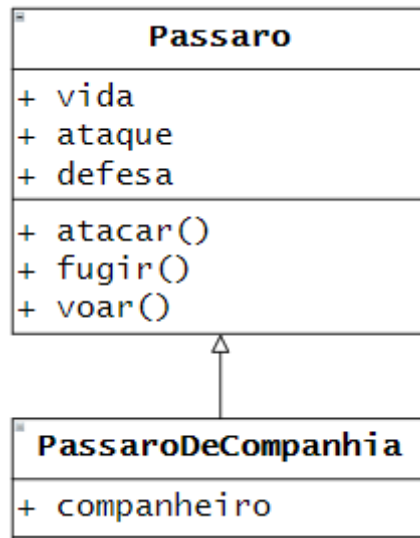 Passaro
+ vida
+ ataque
+ defesa
+ atacar()
+ fugir()
+ voar()
PassaroDeCompanhia
+ companheiro